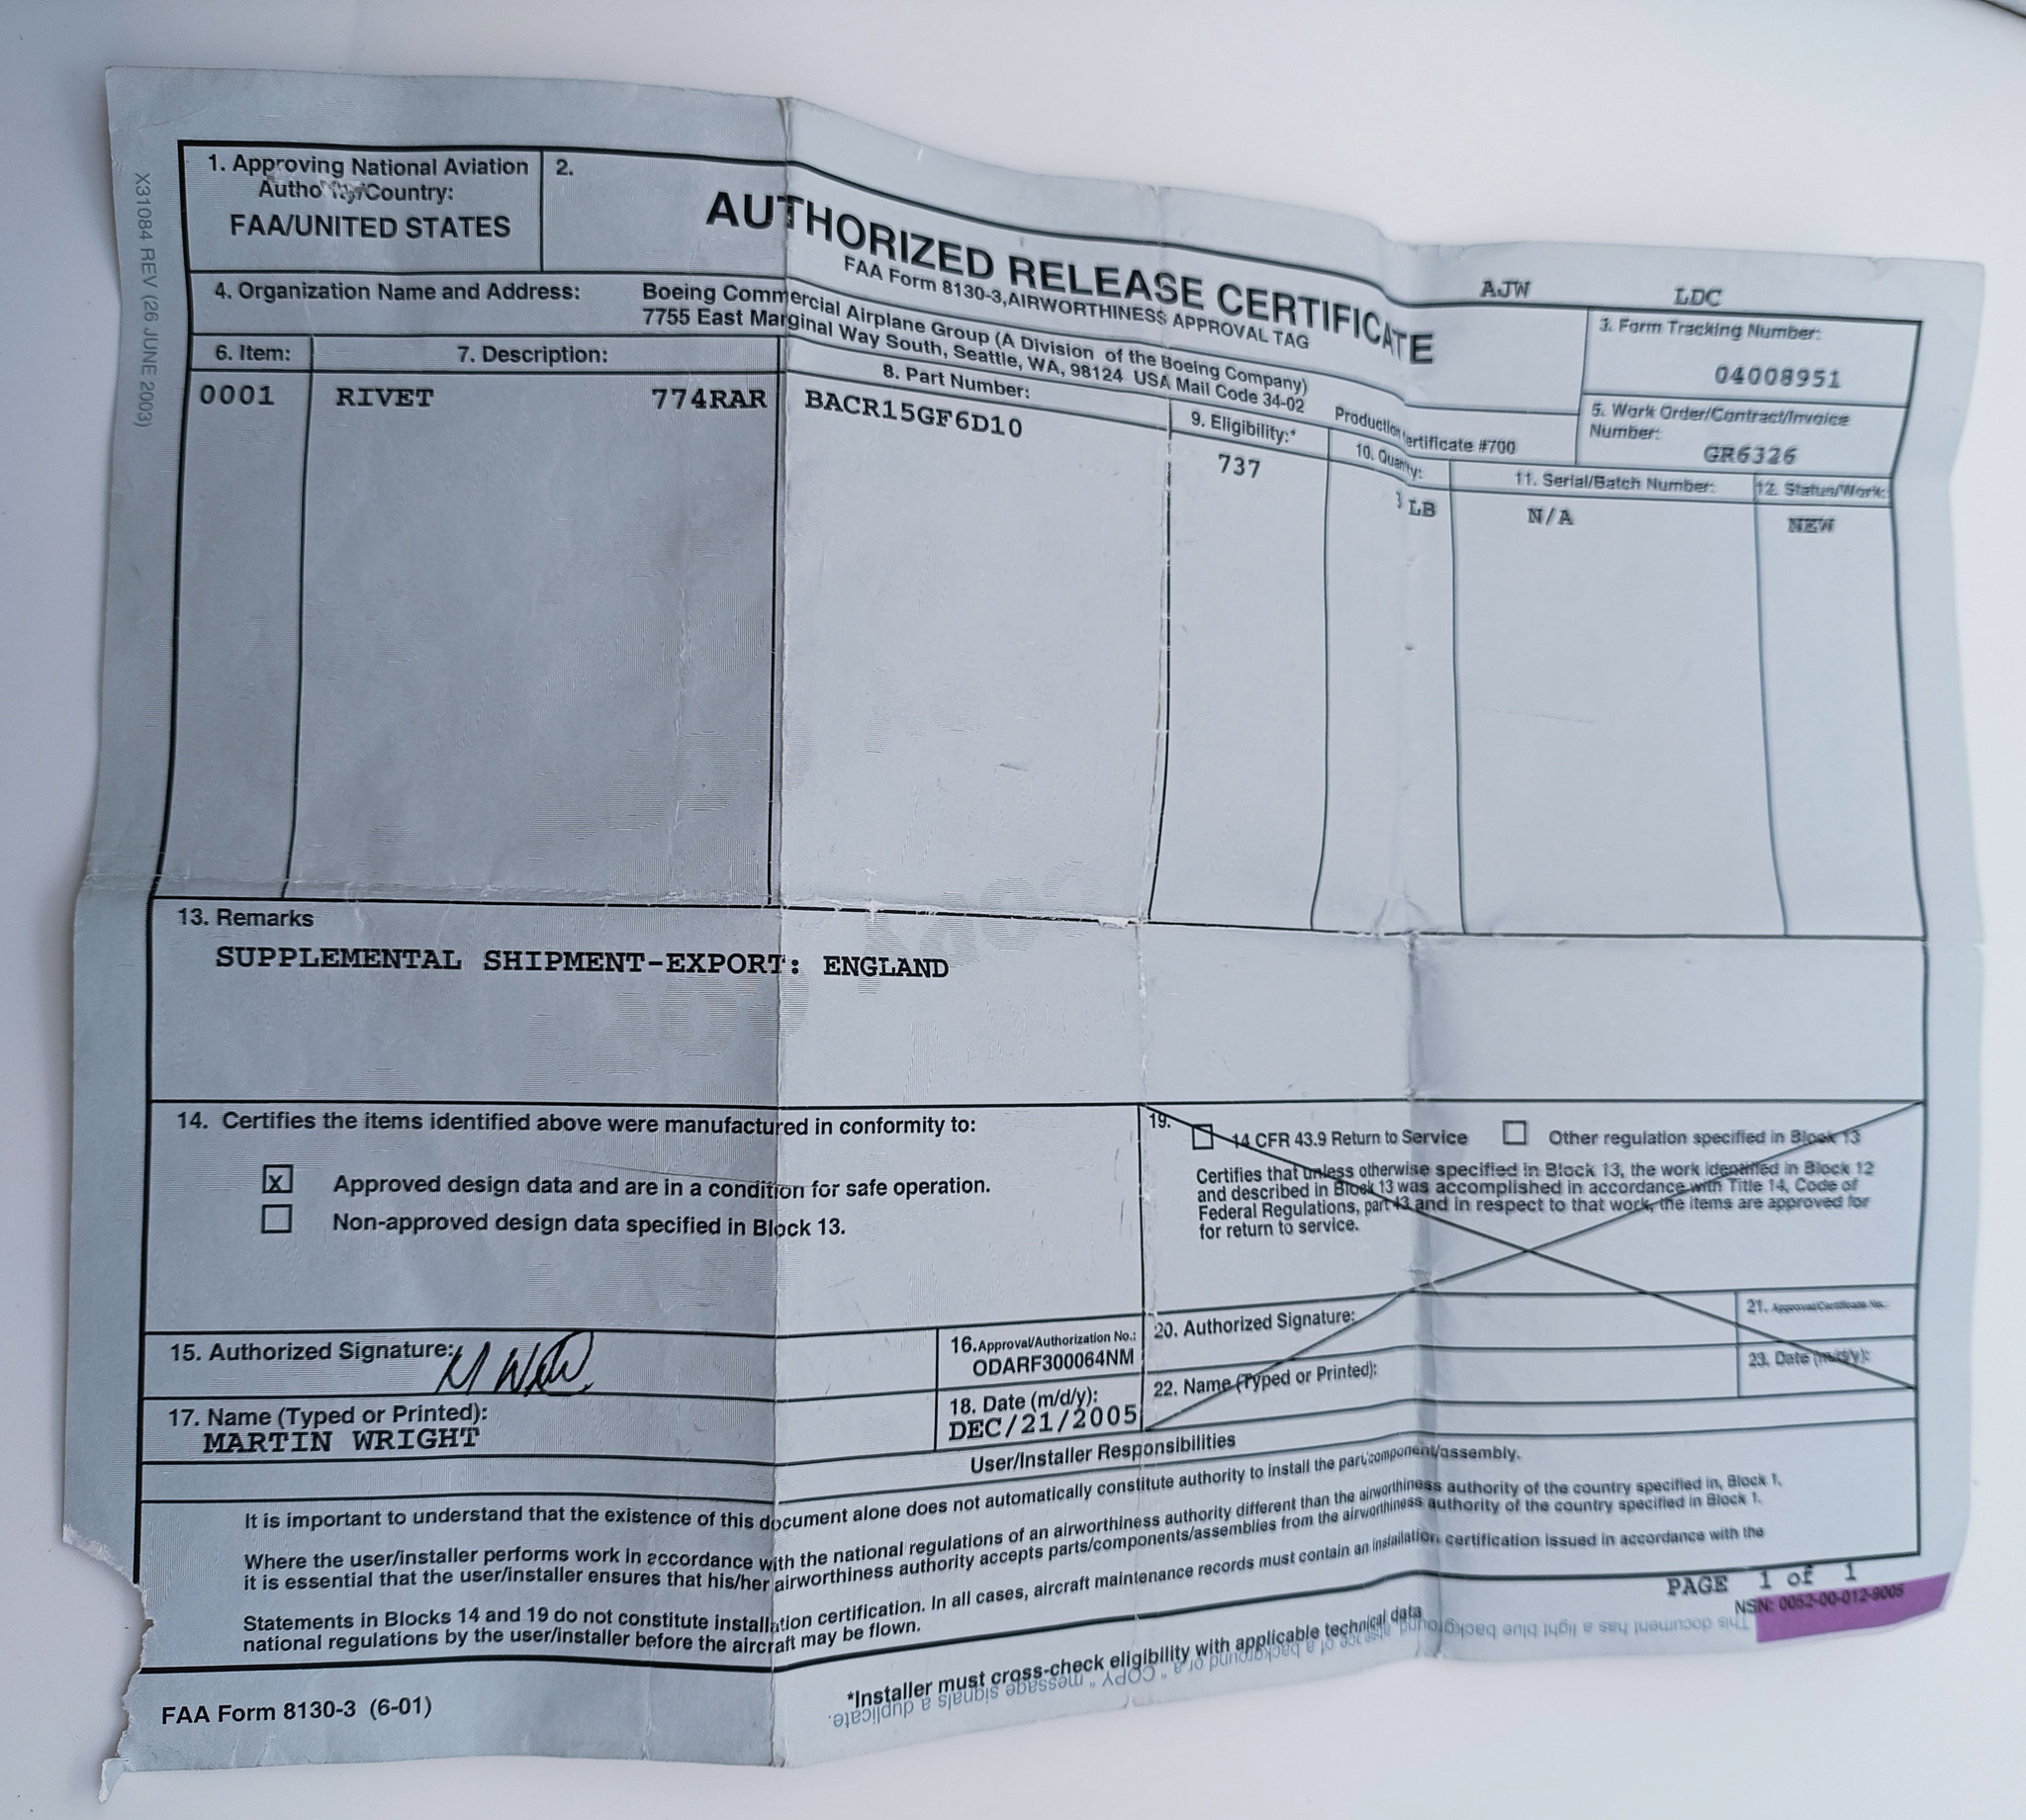 X31084 REV (26 JUNE 2003)
1. Approving National Aviation
Country:
FAA/UNITED STATES
2.
AUTHORIZED RELEASE CERTIFICATE
FAA Form 8130-3, AIRWORTHINESS APPROVAL TAG
AJW LDC
3. Form Tracking Number:
04008951
4. Organization Name and Address:
Boeing Commercial Airplane Group (A Division of the Boeing Company)
7755 East Marginal Way South, Seattle, WA, 98124 USA Mail Code 34-02
Production ertificate #700
5. Work Order/Contract/Invoice
Number:
GR6326
6. Item: 7. Description: 8. Part Number: 9. Eligibility:* 10. 11. Serial/Batch Number: 12. Status/Work:
0001 RIVET 774RAR BACR15GF6D10 737 LB N/A NEW
13. Remarks
SUPPLEMENTAL SHIPMENT-EXPORT: ENGLAND
COPY
14. Certifies the items identified above were manufactured in conformity to:
X Approved design data and are in a condition for safe operation.
Non-approved design data specified in Block 13.
19.
14 CFR 43.9 Return to Service Other regulation specified in Block 13
Certifies that unless otherwise specified in Block 13, the work identified in Block 12
and described in Block 13 was accomplished in accordance with Title 14, Code of
Federal Regulations, part 43 and in respect to that work, the items are approved for
for return to service.
15. Authorized Signature:
16.Approval/Authorization No.:
ODARF300064NM
17. Name (Typed or Printed):
MARTIN WRIGHT
18. Date (m/d/y):
DEC/21/2005
20. Authorized Signature:
21. Approval/Certificate No.:
22. Name (Typed or Printed):
23. Date (m/d/y):
User/Installer Responsibilities
It is important to understand that the existence of this document alone does not automatically constitute authority to install the part/component/assembly.
Where the user/installer performs work in accordance with the national regulations of an airworthiness authority different than the airworthiness authority of the country specified in, Block 1,
it is essential that the user/installer ensures that his/her airworthiness authority accepts parts/components/assemblies from the airworthiness authority of the country specified in Block 1.
Statements in Blocks 14 and 19 do not constitute installation certification. In all cases, aircraft maintenance records must contain an installation certification issued in accordance with the
national regulations by the user/installer before the aircraft may be flown.
PAGE 1 of 1
NSN: 0052-00-012-9005
FAA Form 8130-3 (6-01)
*Installer must cross-check eligibility with applicable technical data
This document has a light blue background. of a background or a " COPY " message signals a duplicate.